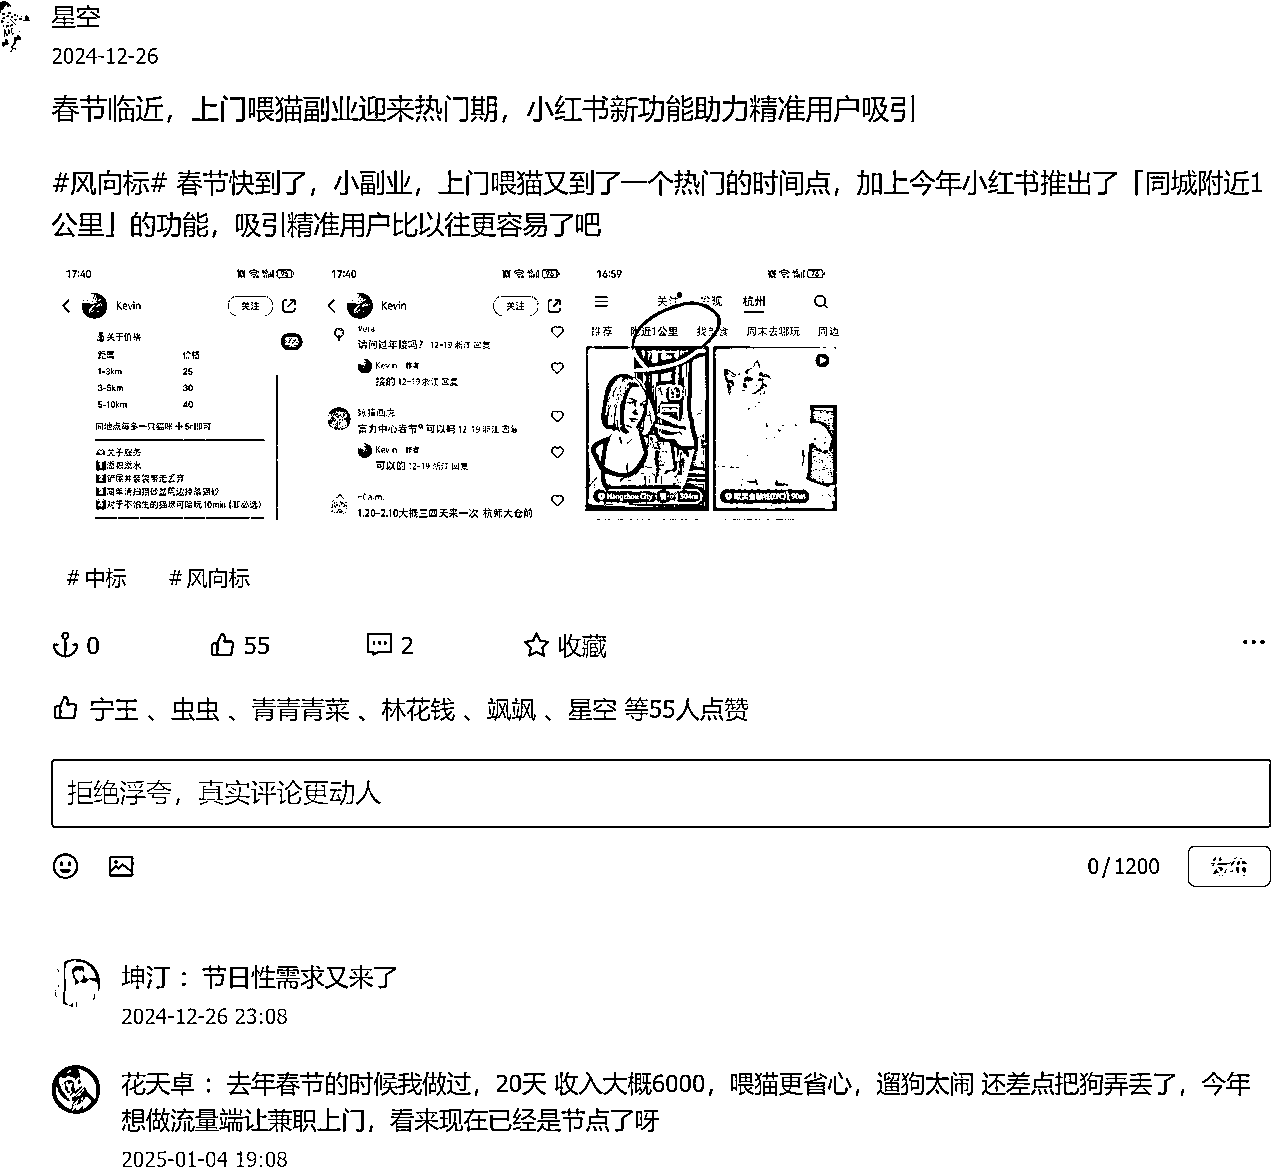 星空
2024-12-26
春节临近，上门喂猫副业迎来热门期，小红书新功能助力精准用户吸引
#风向标# 春节快到了，小副业，上门喂猫又到了一个热门的时间点，加上今年小红书推出了「同城附近1
公里」的功能，吸引精准用户比以往更容易了吧
17:40
Kevin
关注
关于价格
距离 价格
1-3km 25
3-5km 30
5-10km 40
同地点每多一只猫咪＋5r即可
关于服务
17:40
Kevin
关注
请问过年接吗？ 12-19 浙江 回复
Kevin 作者
接的 12-19 浙江 回复
富力中心春节 可以吗 12-19 浙江 回复
Kevin 作者
可以的 12-19 浙江 回复
1.20-2.10大概三四天来一次 杭师大仓前
16:59
关注 发现 杭州
推荐 附近1公里 找美食 周末去哪玩 周边
Hangzhou City
304m
90m
# 中标 # 风向标
0 55 2 收藏
宁王 、虫虫 、青青青菜 、林花钱 、飒飒 、星空 等55人点赞
拒绝浮夸，真实评论更动人
0 / 1200 发布
坤汀 ：节日性需求又来了
2024-12-26 23:08
花天卓 ：去年春节的时候我做过，20天 收入大概6000，喂猫更省心，遛狗太闹 还差点把狗弄丢了，今年
想做流量端让兼职上门，看来现在已经是节点了呀
2025-01-04 19:08